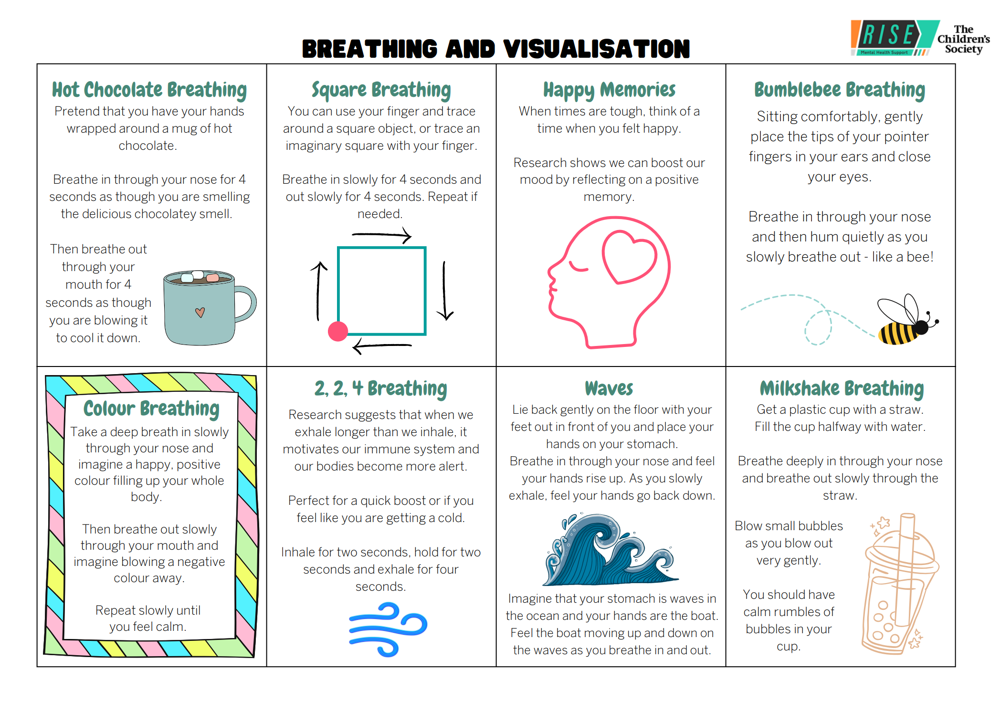 RISE
Mental Health Support
The
Children's
Society
BREATHING AND VISUALISATION
Hot Chocolate Breathing
Pretend that you have your hands
wrapped around a mug of hot
chocolate.
Breathe in through your nose for 4
seconds as though you are smelling
the delicious chocolatey smell.
Then breathe out
through your
mouth for 4
seconds as though
you are blowing it
to cool it down.
Square Breathing
You can use your finger and trace
around a square object, or trace an
imaginary square with your finger.
Breathe in slowly for 4 seconds and
out slowly for 4 seconds. Repeat if
needed.
Happy Memories
When times are tough, think of a
time when you felt happy.
Research shows we can boost our
mood by reflecting on a positive
memory.
Bumblebee Breathing
Sitting comfortably, gently
place the tips of your pointer
fingers in your ears and close
your eyes.
Breathe in through your nose
and then hum quietly as you
slowly breathe out - like a bee!
Colour Breathing
Take a deep breath in slowly
through your nose and
imagine a happy, positive
colour filling up your whole
body.
Then breathe out slowly
through your mouth and
imagine blowing a negative
colour away.
Repeat slowly until
you feel calm.
2, 2, 4 Breathing
Research suggests that when we
exhale longer than we inhale, it
motivates our immune system and
our bodies become more alert.
Perfect for a quick boost or if you
feel like you are getting a cold.
Inhale for two seconds, hold for two
seconds and exhale for four
seconds.
Waves
Lie back gently on the floor with your
feet out in front of you and place your
hands on your stomach.
Breathe in through your nose and feel
your hands rise up. As you slowly
exhale, feel your hands go back down.
Imagine that your stomach is waves in
the ocean and your hands are the boat.
Feel the boat moving up and down on
the waves as you breathe in and out.
Milkshake Breathing
Get a plastic cup with a straw.
Fill the cup halfway with water.
Breathe deeply in through your nose
and breathe out slowly through the
straw.
Blow small bubbles
as you blow out
very gently.
You should have
calm rumbles of
bubbles in your
cup.